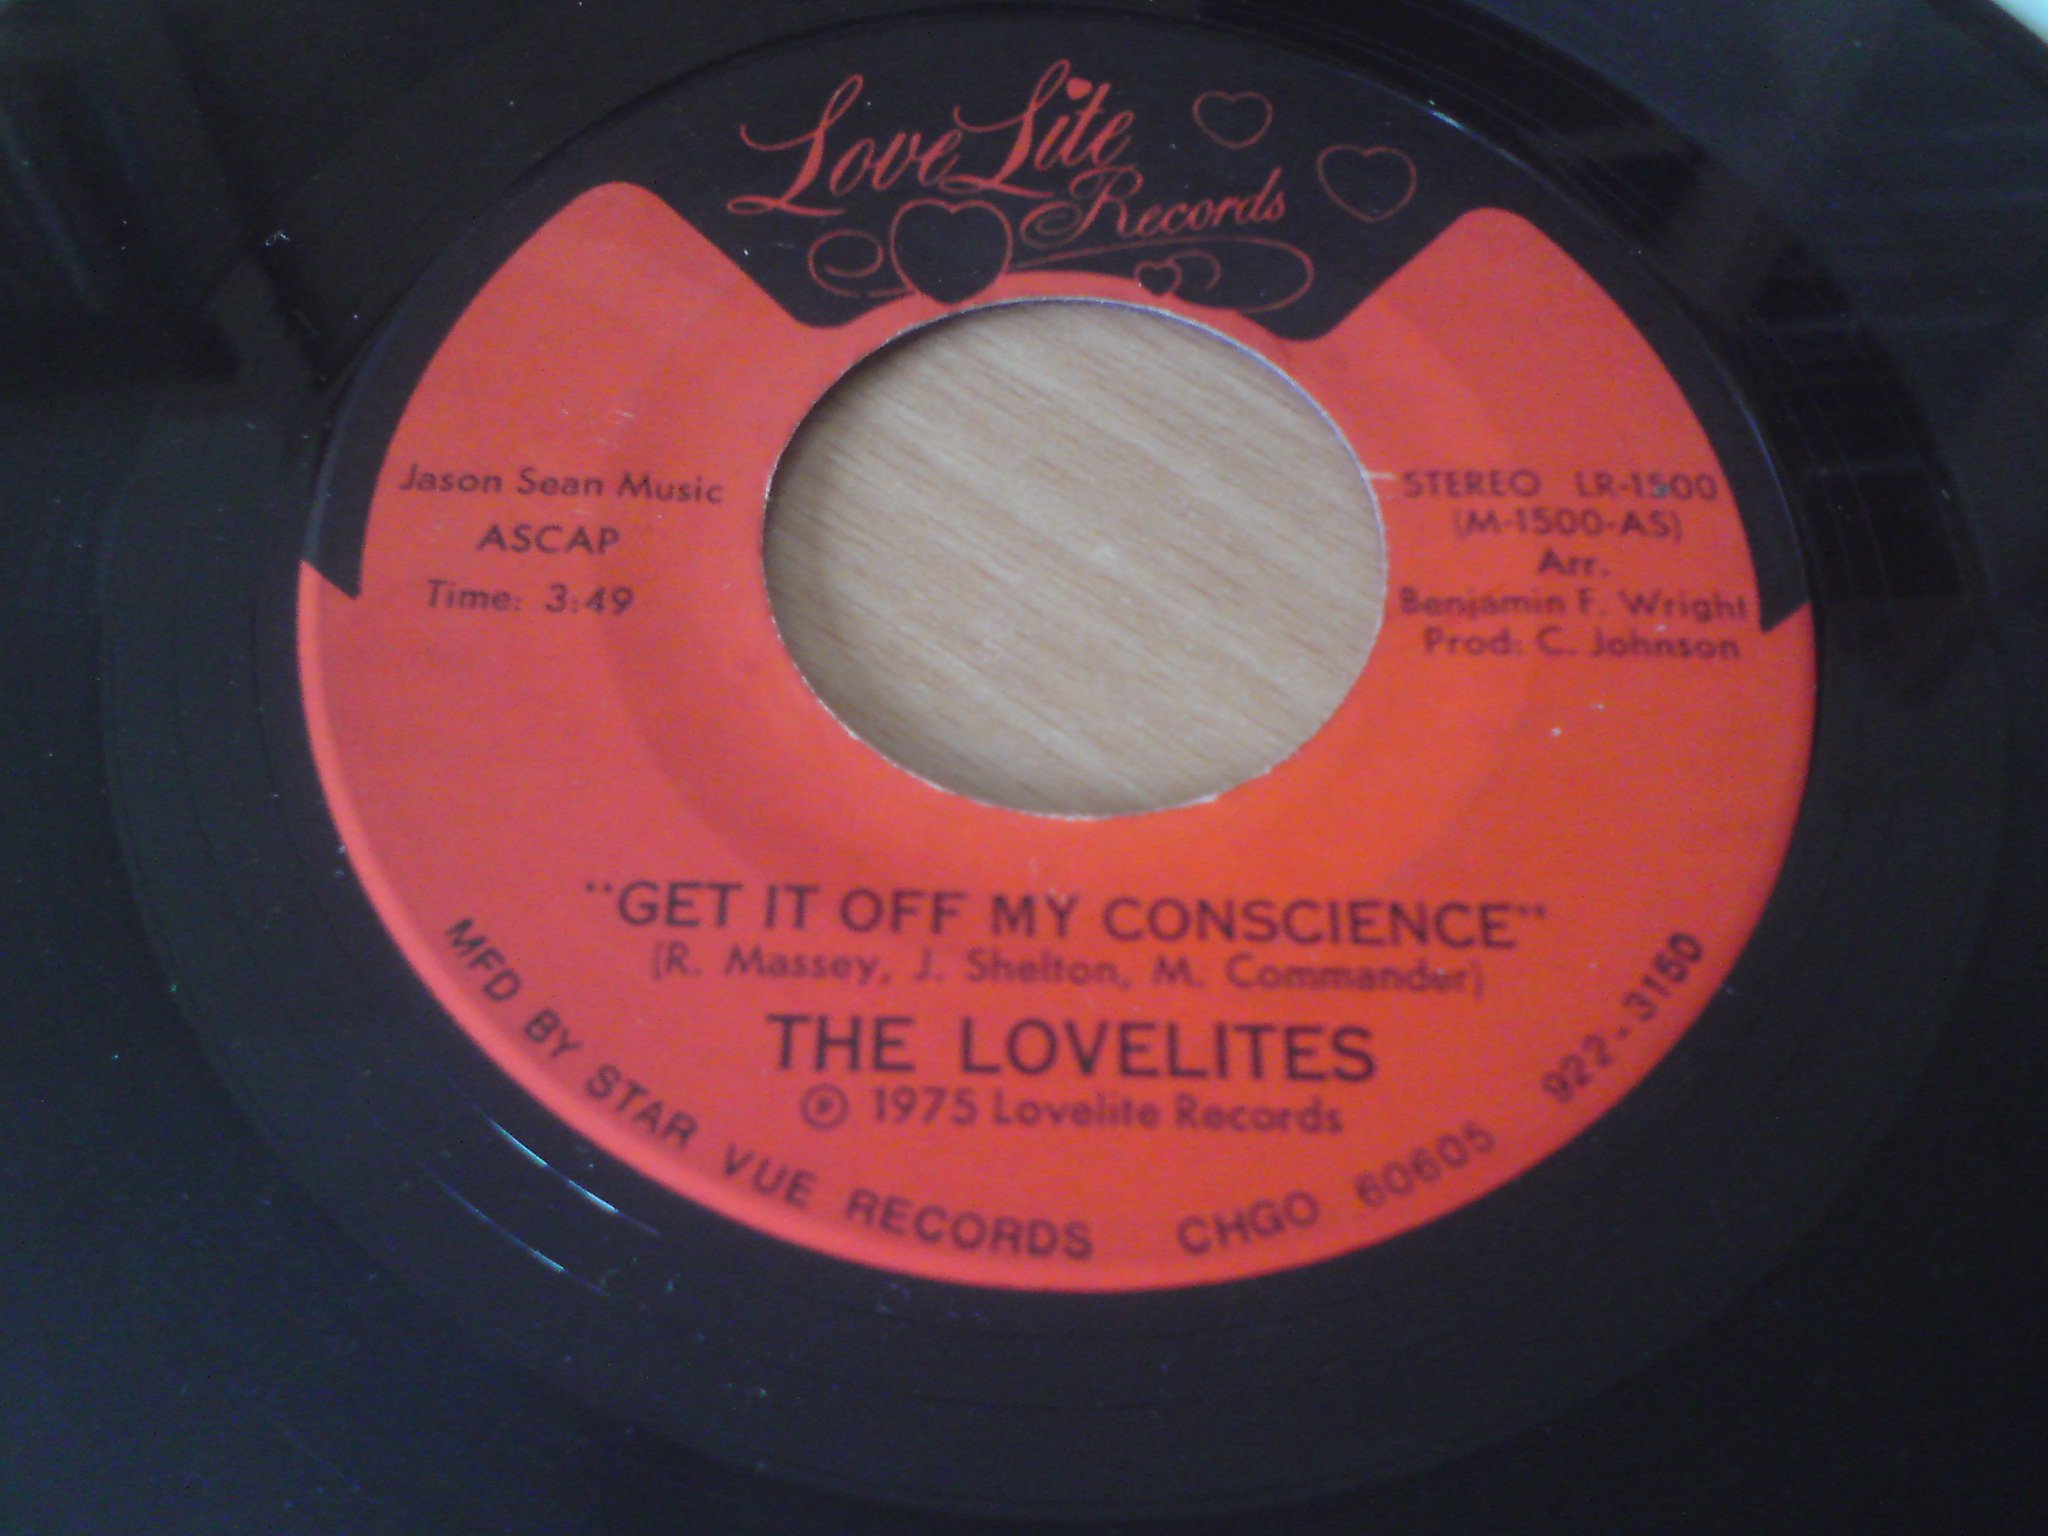 Love Lite
Records
Jason Sean Music
ASCAP
Time: 3:49
STEREO LR-1500
(M-1500-AS)
Arr.
Benjamin F. Wright
Prod: C. Johnson
"GET IT OFF MY CONSCIENCE"
(R. Massey, J. Shelton, M. Commander)
THE LOVELITES
℗ 1975 Lovelite Records
MFD BY STAR VUE RECORDS CHGO 60605 922-3150